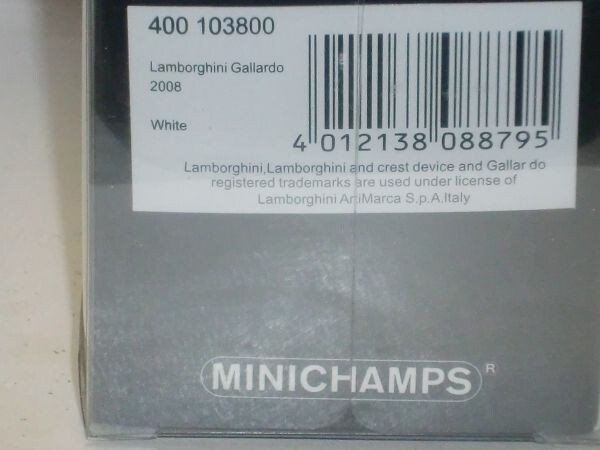 400 103800
Lamborghini Gallardo
2008
White
4 012138 088795
Lamborghini,Lamborghini and crest device and Gallar do
registered trademarks are used under license of
Lamborghini ArtiMarca S.p.A.Italy
MINICHAMPS R